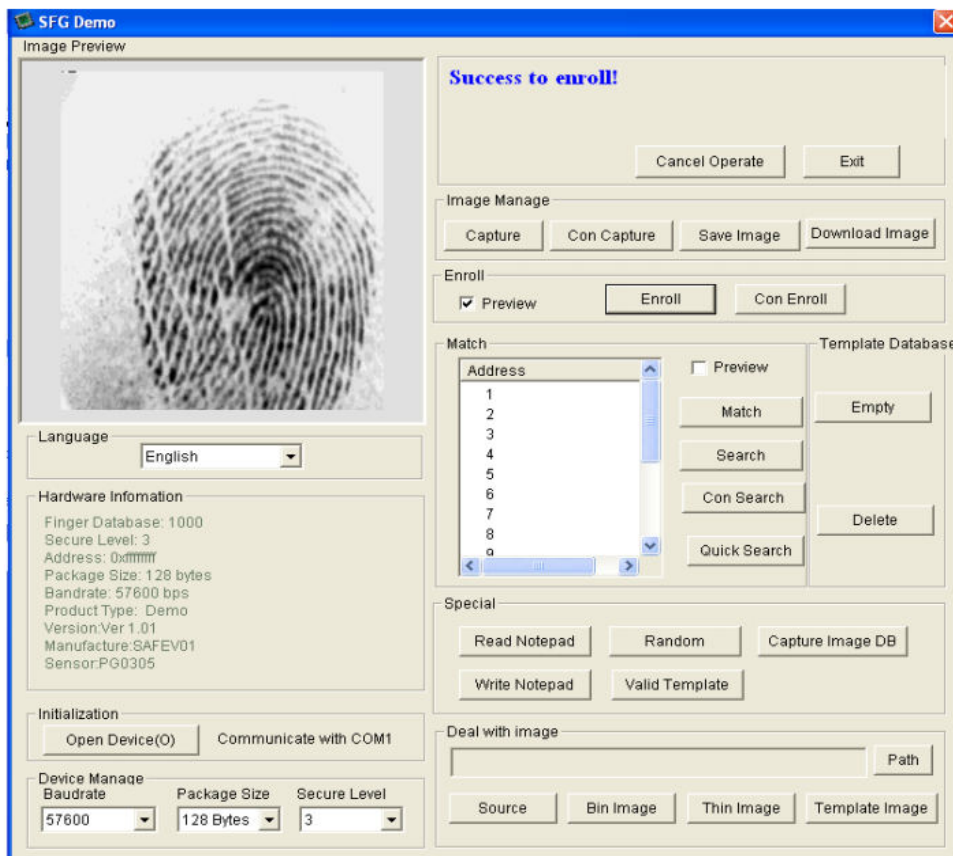 SFG Demo
Image Preview
Success to enroll!
Cancel Operate
Exit
Image Manage
Capture
Con Capture
Save Image
Download Image
Enroll
Preview
Enroll
Con Enroll
Match
Address
1
2
3
4
5
6
7
8
9
Preview
Match
Search
Con Search
Quick Search
Template Database
Empty
Delete
Language
English
Hardware Infomation
Finger Database: 1000
Secure Level: 3
Address: 0xffffffff
Package Size: 128 bytes
Bandrate: 57600 bps
Product Type: Demo
Version:Ver 1.01
Manufacture:SAFEV01
Sensor:PG0305
Special
Read Notepad
Random
Capture Image DB
Write Notepad
Valid Template
Initialization
Open Device(O)
Communicate with COM1
Device Manage
Baudrate
Package Size
Secure Level
57600
128 Bytes
3
Deal with image
Path
Source
Bin Image
Thin Image
Template Image